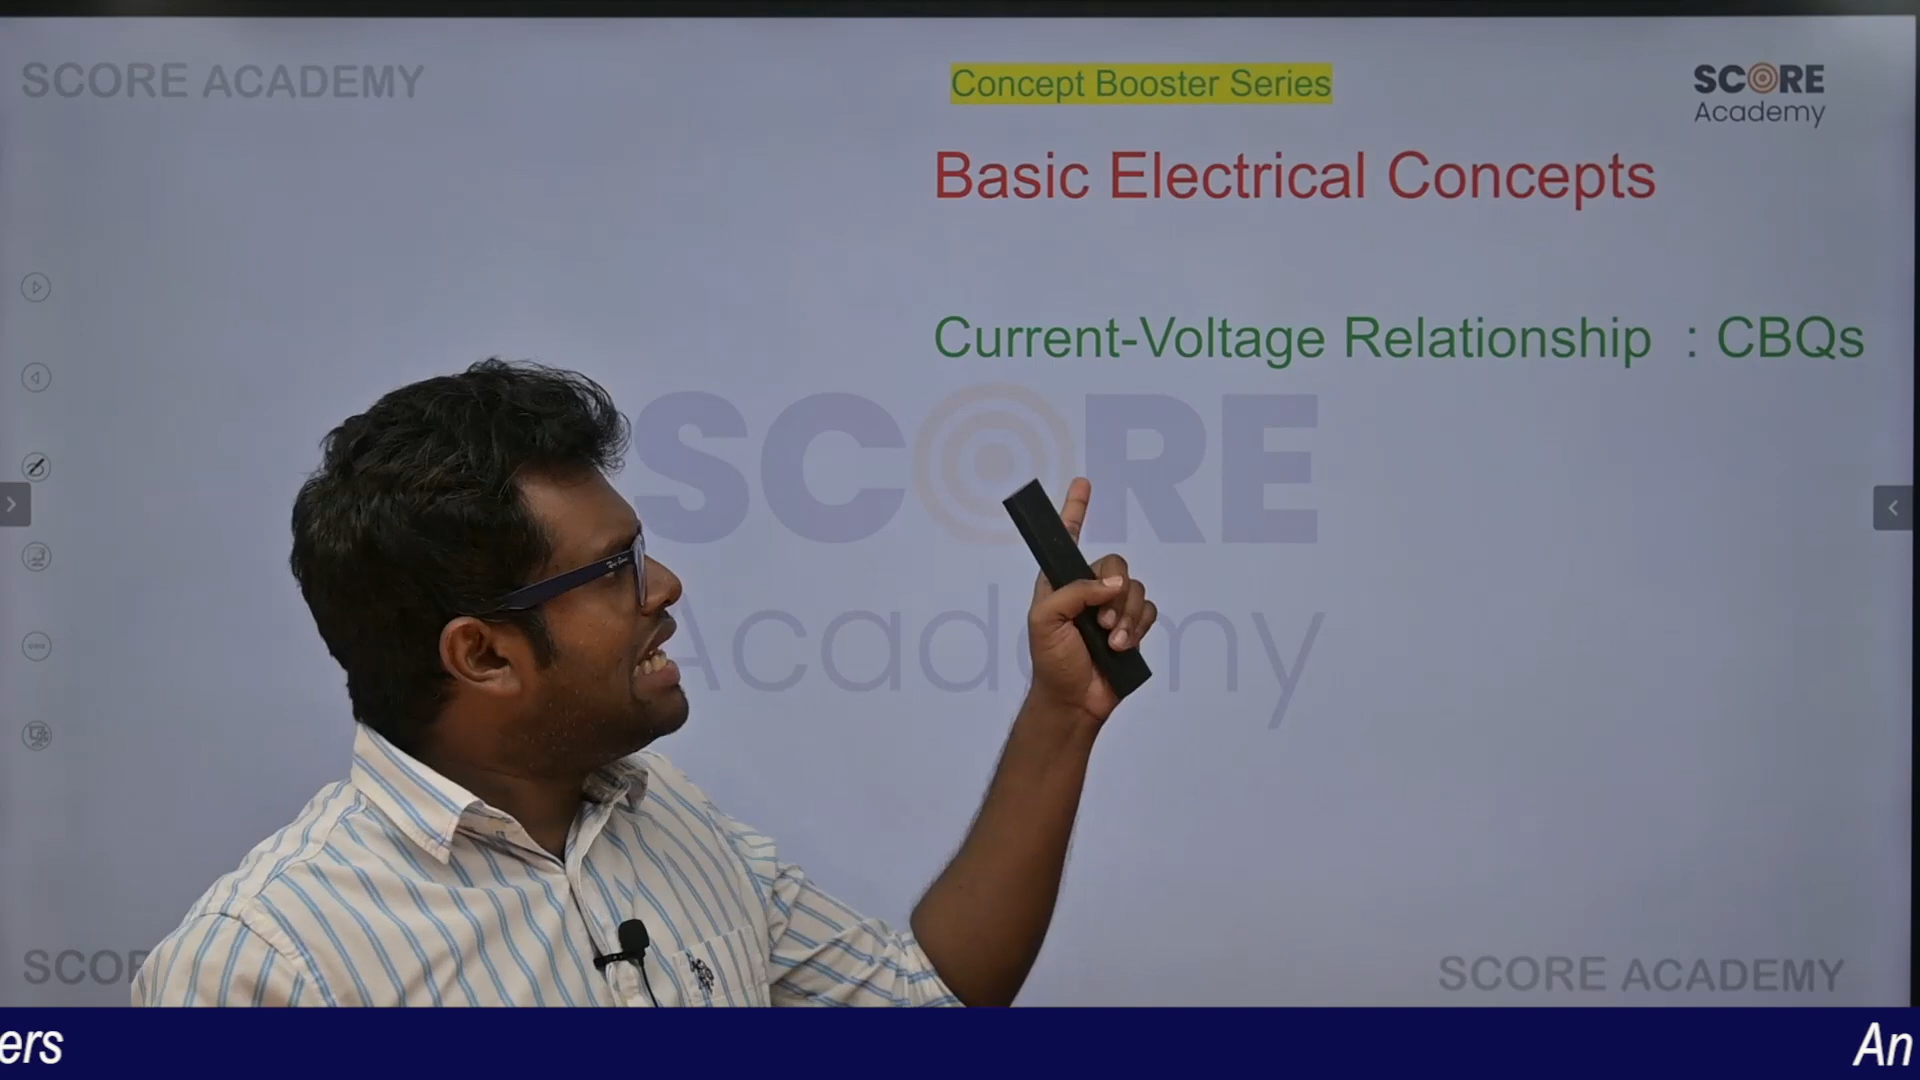 SCORE ACADEMY
Concept Booster Series
SCORE
Academy
Basic Electrical Concepts
Current-Voltage Relationship : CBQs
SCORE
Academy
SCOR
SCORE ACADEMY
ers
An